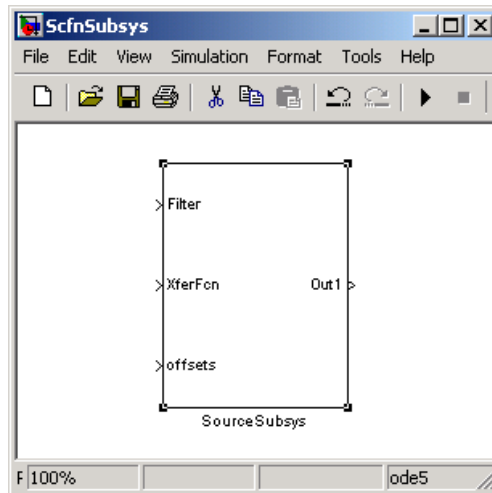 ScfnSubsys
File Edit View Simulation Format Tools Help
Filter
XferFcn Out1
offsets
SourceSubsys
F 100% ode5